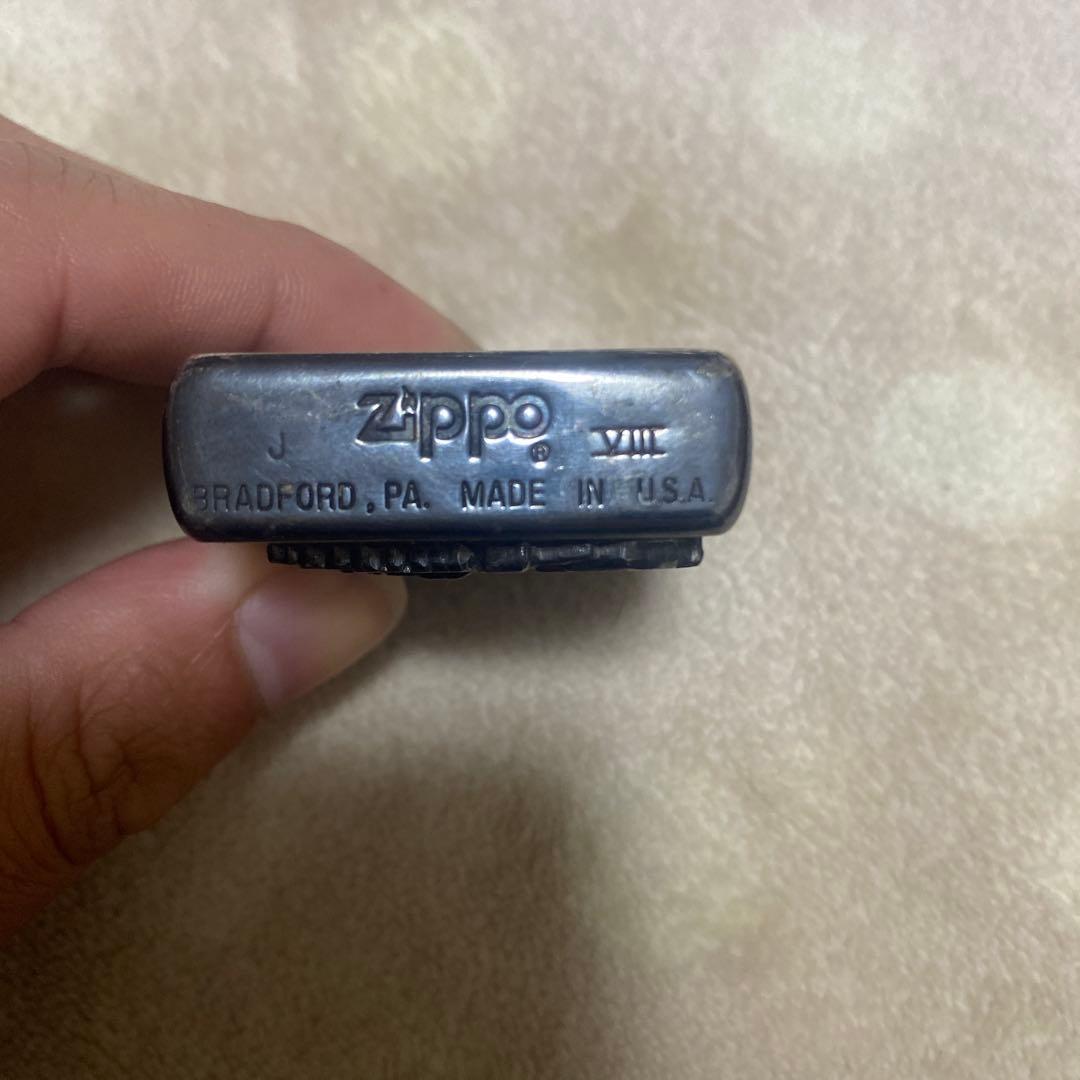 Zippo®
J VIII
BRADFORD, PA. MADE IN U.S.A.